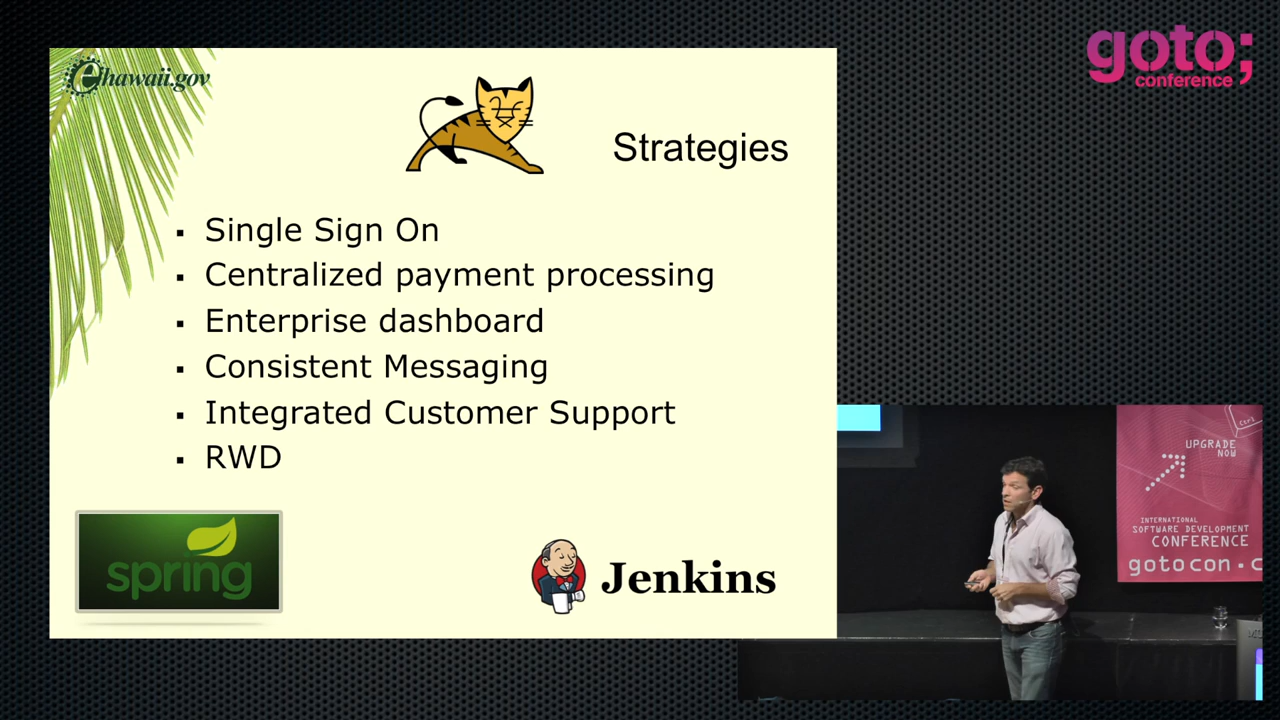 ehawaii.gov
Strategies
Single Sign On
Centralized payment processing
Enterprise dashboard
Consistent Messaging
Integrated Customer Support
RWD
spring
Jenkins
goto;
conference
Ctrl
UPGRADE
NOW
INTERNATIONAL
SOFTWARE DEVELOPMENT
CONFERENCE
gotocon.c